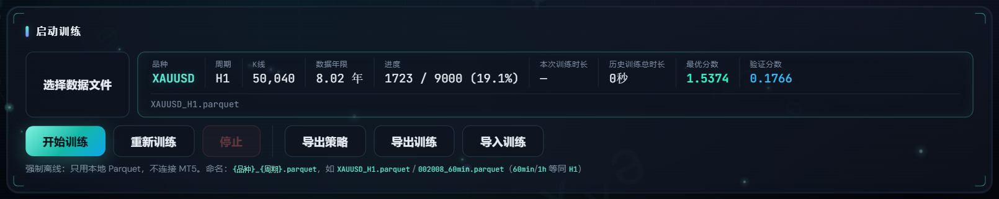 启动训练
选择数据文件
品种 周期 K线 数据年限 进度 本次训练时长 历史训练总时长 最优分数 验证分数
XAUUSD H1 50,040 8.02 年 1723 / 9000 (19.1%) — 0秒 1.5374 0.1766
XAUUSD_H1.parquet
开始训练 重新训练 停止 导出策略 导出训练 导入训练
强制离线：只用本地 Parquet，不连接 MT5。命名：{品种}_{周期}.parquet，如 XAUUSD_H1.parquet / 002008_60min.parquet（60min/1h 等同 H1）